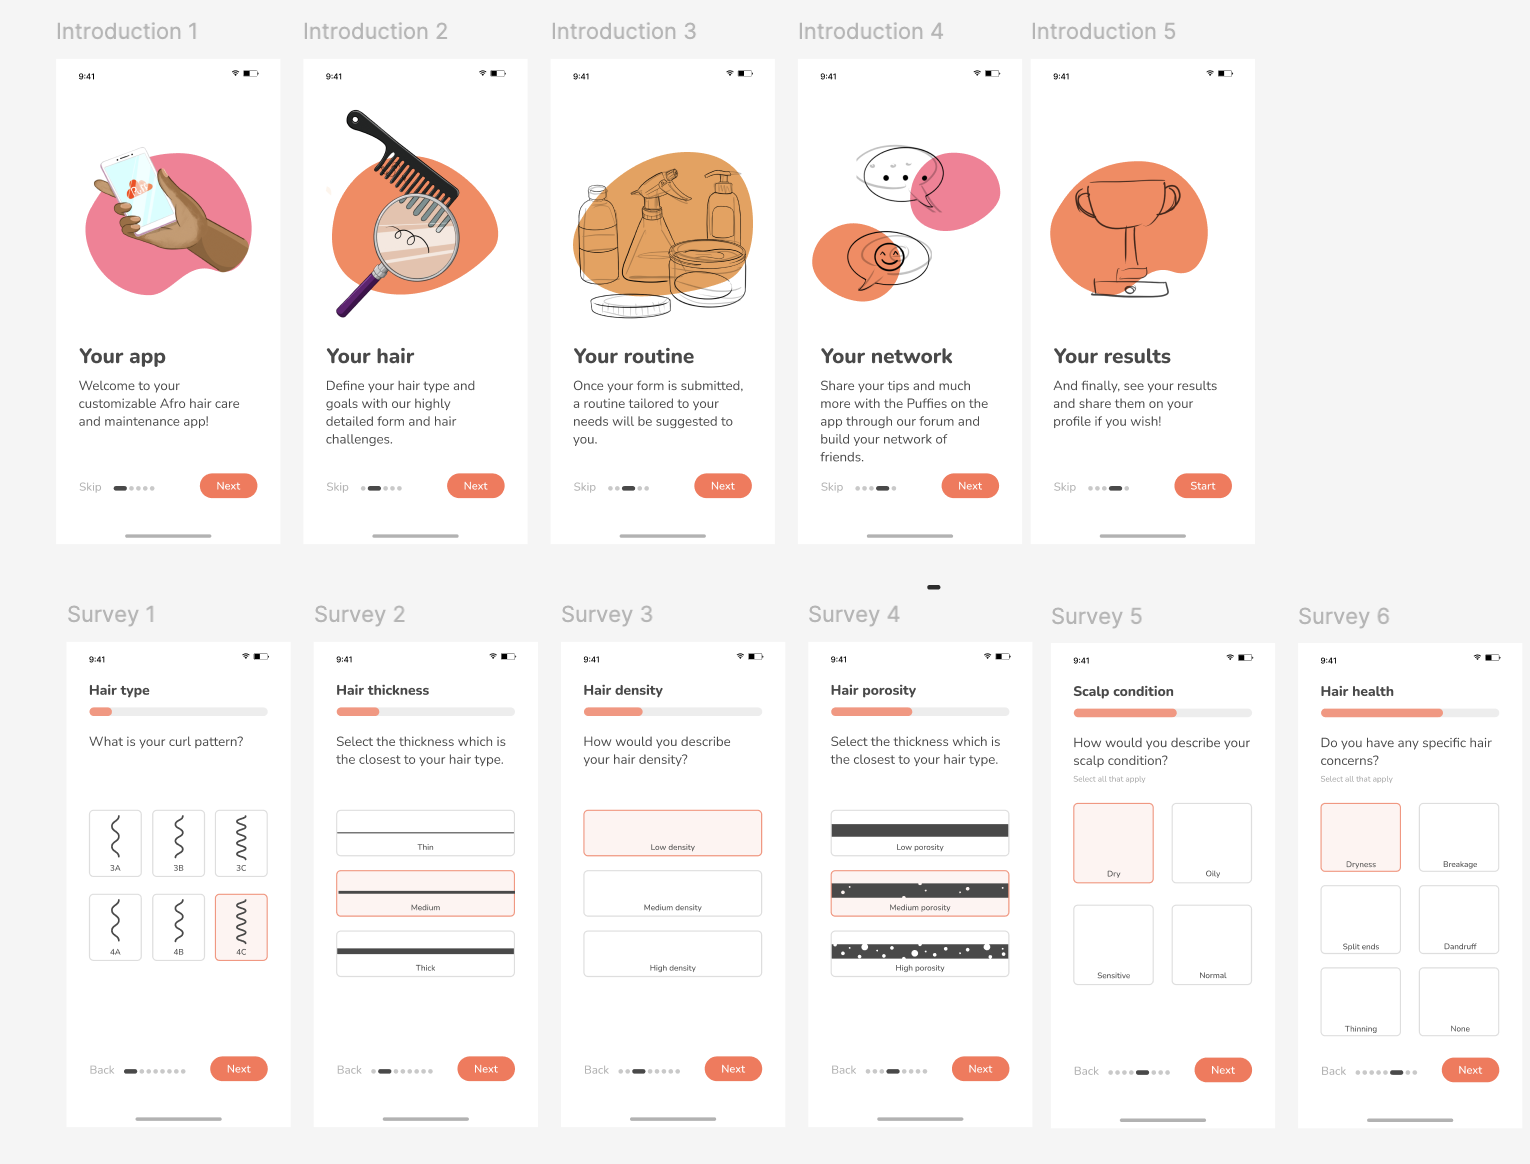 Introduction 1
9:41
Your app
Welcome to your
customizable Afro hair care
and maintenance app!
Skip
Next
Introduction 2
9:41
Your hair
Define your hair type and
goals with our highly
detailed form and hair
challenges.
Skip
Next
Introduction 3
9:41
Your routine
Once your form is submitted,
a routine tailored to your
needs will be suggested to
you.
Skip
Next
Introduction 4
9:41
Your network
Share your tips and much
more with the Puffies on the
app through our forum and
build your network of
friends.
Skip
Next
Introduction 5
9:41
Your results
And finally, see your results
and share them on your
profile if you wish!
Skip
Start
Survey 1
9:41
Hair type
What is your curl pattern?
3A
3B
3C
4A
4B
4C
Back
Next
Survey 2
9:41
Hair thickness
Select the thickness which is
the closest to your hair type.
Thin
Medium
Thick
Back
Next
Survey 3
9:41
Hair density
How would you describe
your hair density?
Low density
Medium density
High density
Back
Next
Survey 4
9:41
Hair porosity
Select the thickness which is
the closest to your hair type.
Low porosity
Medium porosity
High porosity
Back
Next
Survey 5
9:41
Scalp condition
How would you describe your
scalp condition?
Select all that apply
Dry
Oily
Sensitive
Normal
Back
Next
Survey 6
9:41
Hair health
Do you have any specific hair
concerns?
Select all that apply
Dryness
Breakage
Split ends
Dandruff
Thinning
None
Back
Next